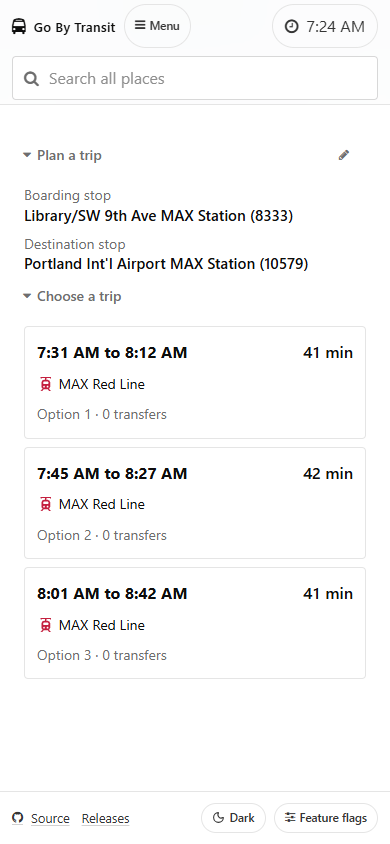 Go By Transit
Menu
7:24 AM
Search all places
Plan a trip
Boarding stop
Library/SW 9th Ave MAX Station (8333)
Destination stop
Portland Int'l Airport MAX Station (10579)
Choose a trip
7:31 AM to 8:12 AM 41 min
MAX Red Line
Option 1 · 0 transfers
7:45 AM to 8:27 AM 42 min
MAX Red Line
Option 2 · 0 transfers
8:01 AM to 8:42 AM 41 min
MAX Red Line
Option 3 · 0 transfers
Source Releases Dark Feature flags